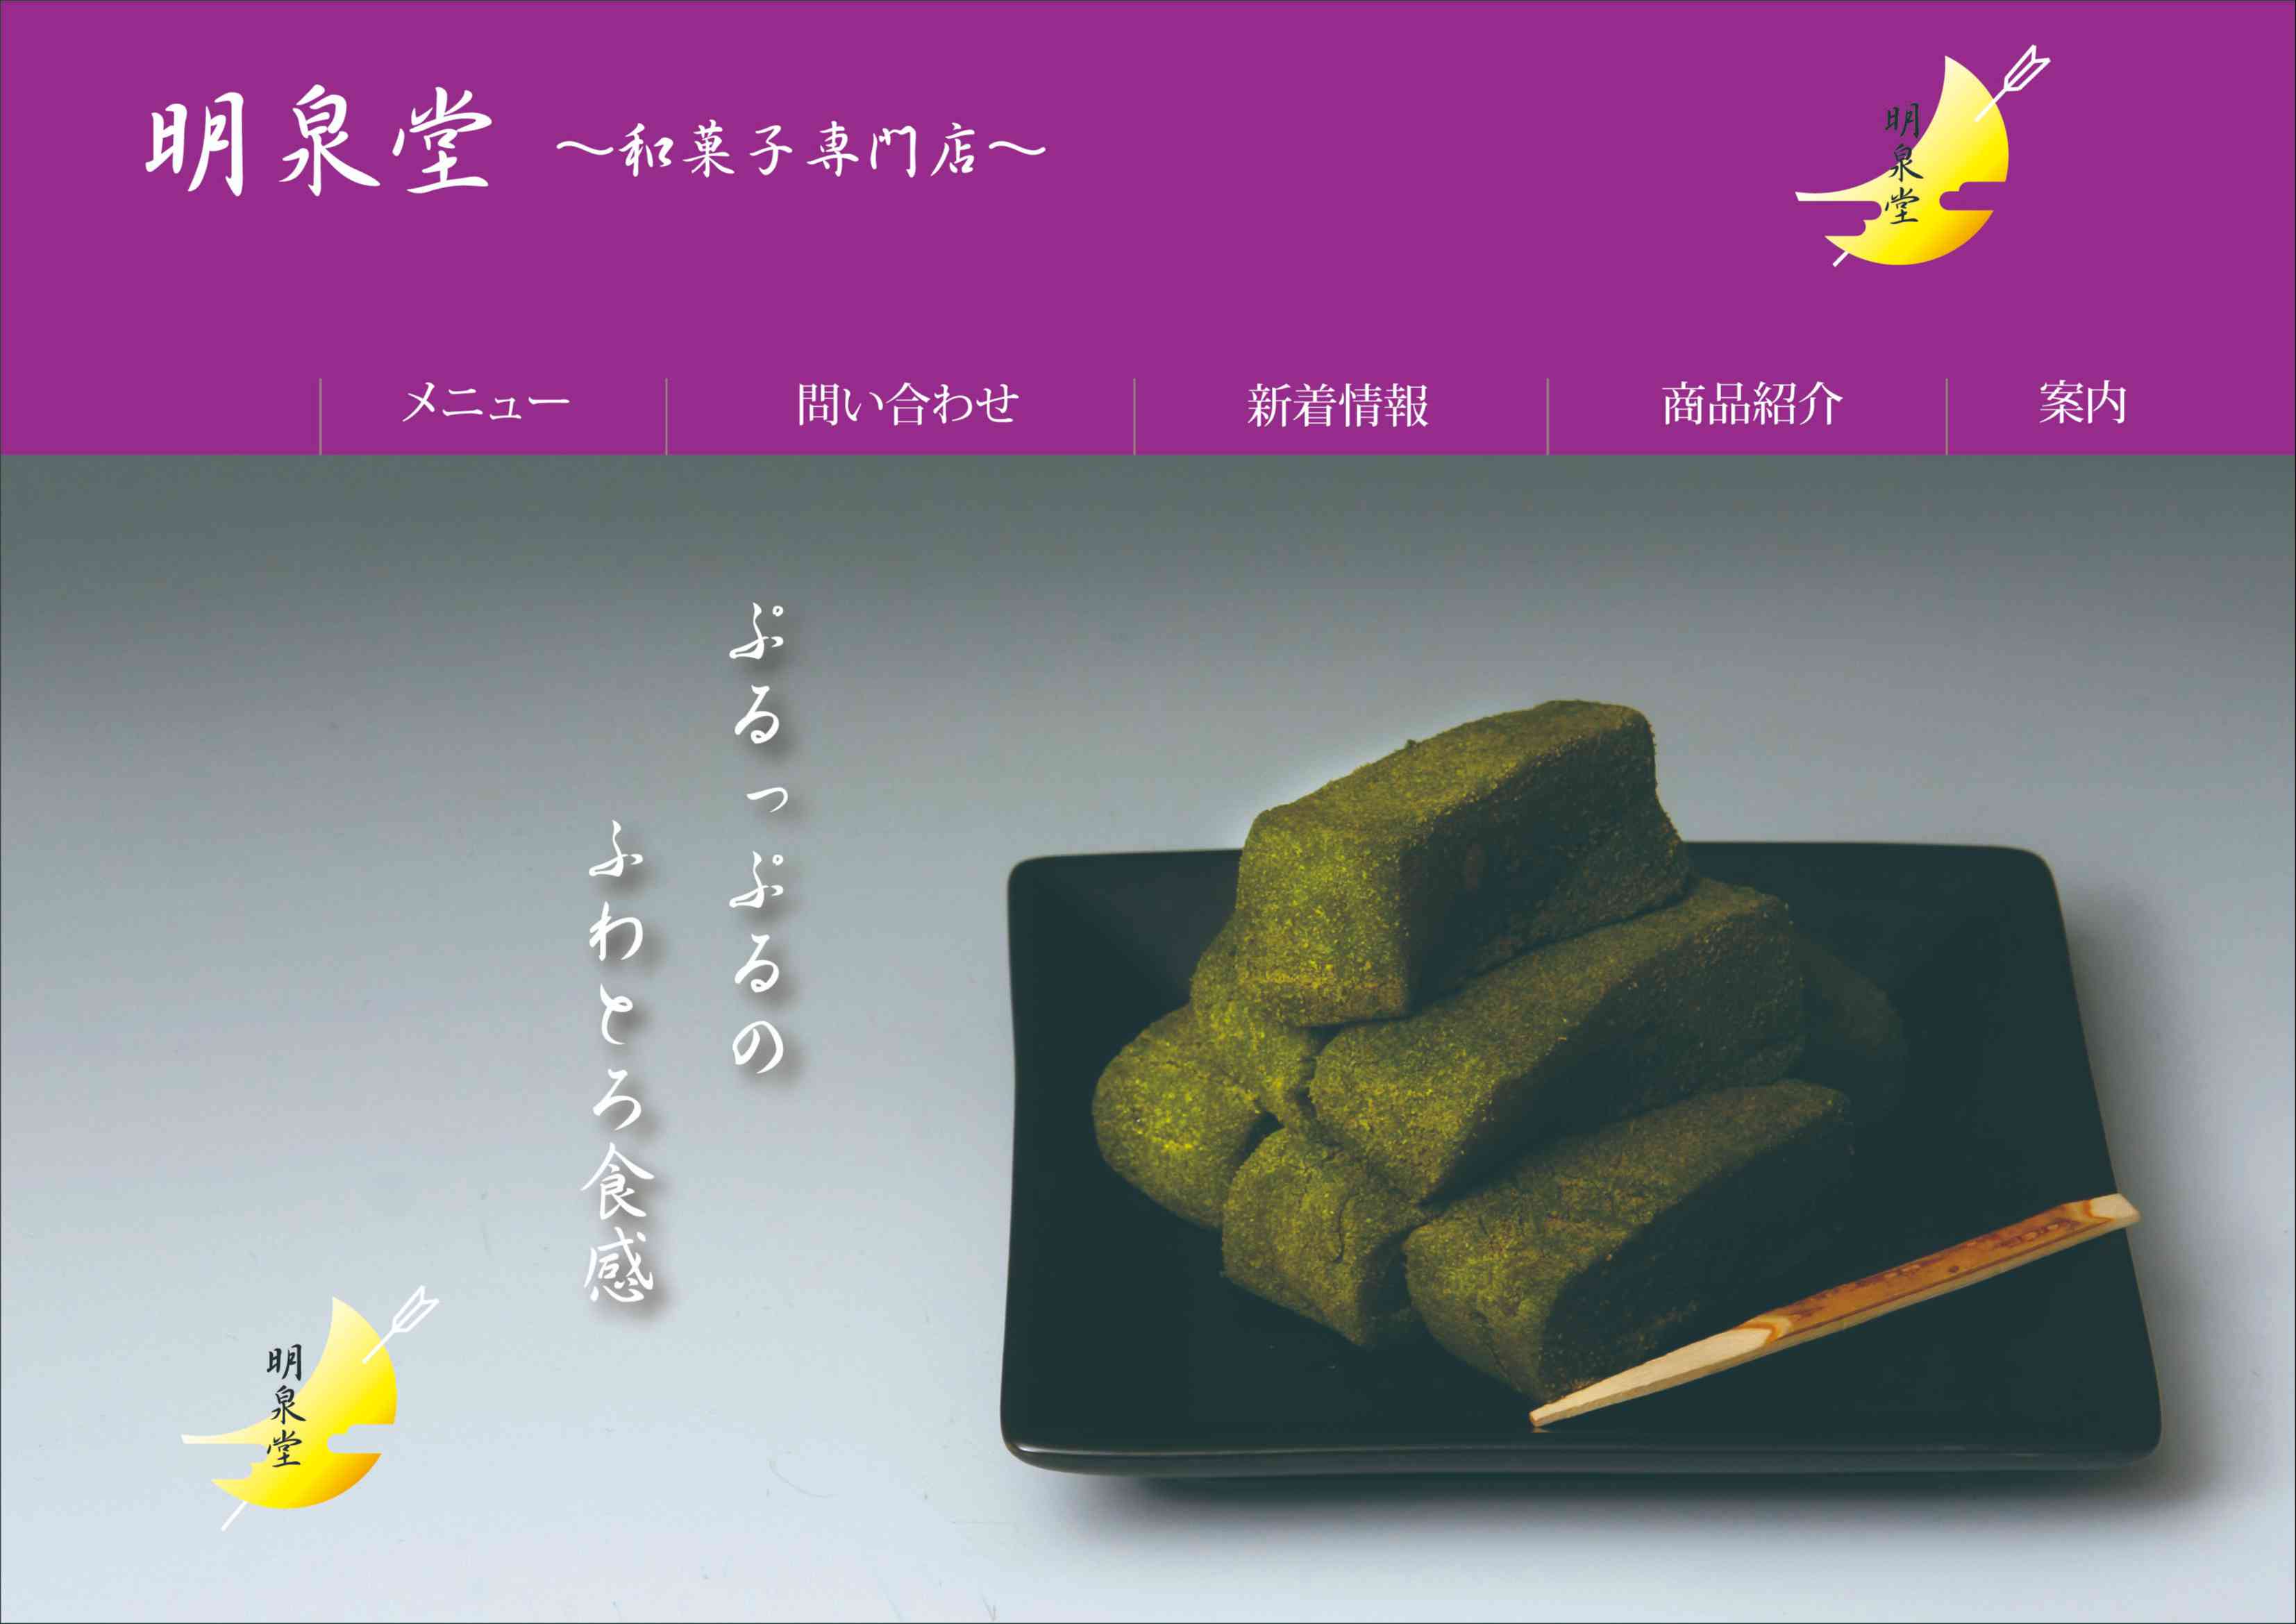 明泉堂 ～和菓子専門店～
明泉堂
メニュー
問い合わせ
新着情報
商品紹介
案内
ぷるっぷるの
ふわとろ食感
明泉堂